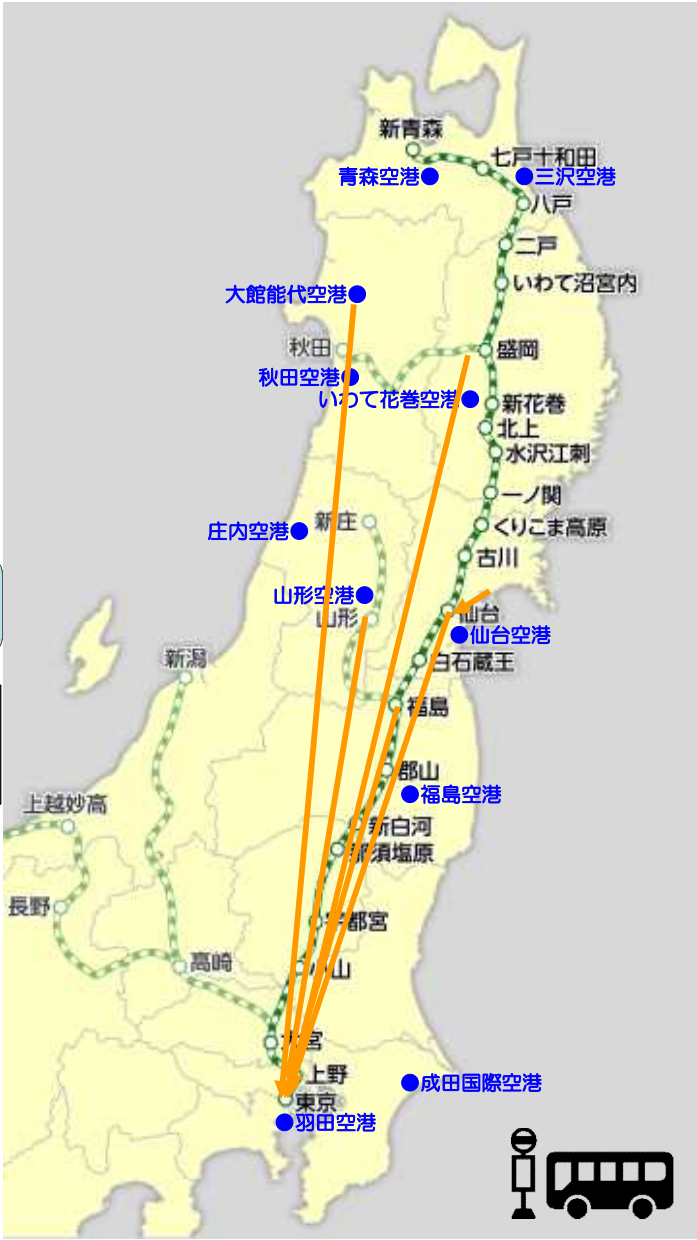 新青森
七戸十和田
青森空港
三沢空港
八戸
二戸
いわて沼宮内
大館能代空港
秋田
盛岡
秋田空港
いわて花巻空港
新花巻
北上
水沢江刺
一ノ関
庄内空港
新庄
くりこま高原
古川
山形空港
山形
仙台
仙台空港
新潟
白石蔵王
福島
郡山
福島空港
上越妙高
新白河
那須塩原
長野
宇都宮
高崎
小山
大宮
上野
成田国際空港
東京
羽田空港